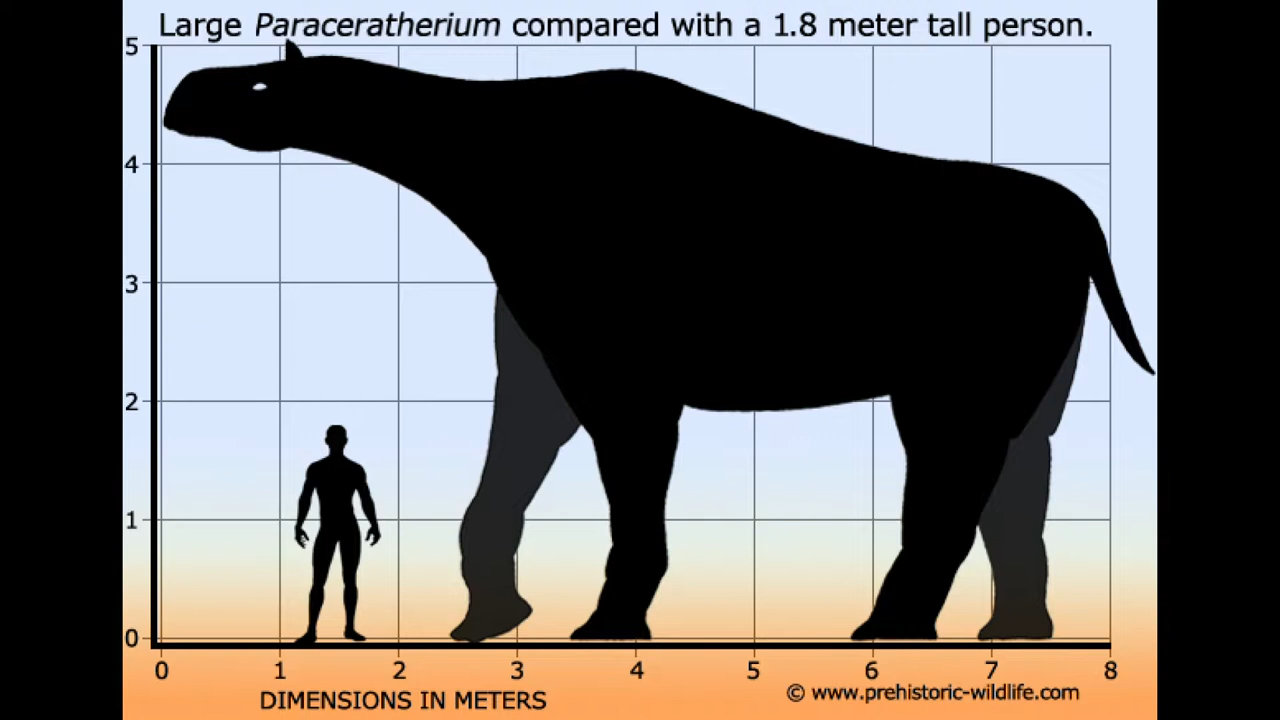 Large Paraceratherium compared with a 1.8 meter tall person.
5
4
3
2
1
0
0 1 2 3 4 5 6 7 8
DIMENSIONS IN METERS
© www.prehistoric-wildlife.com